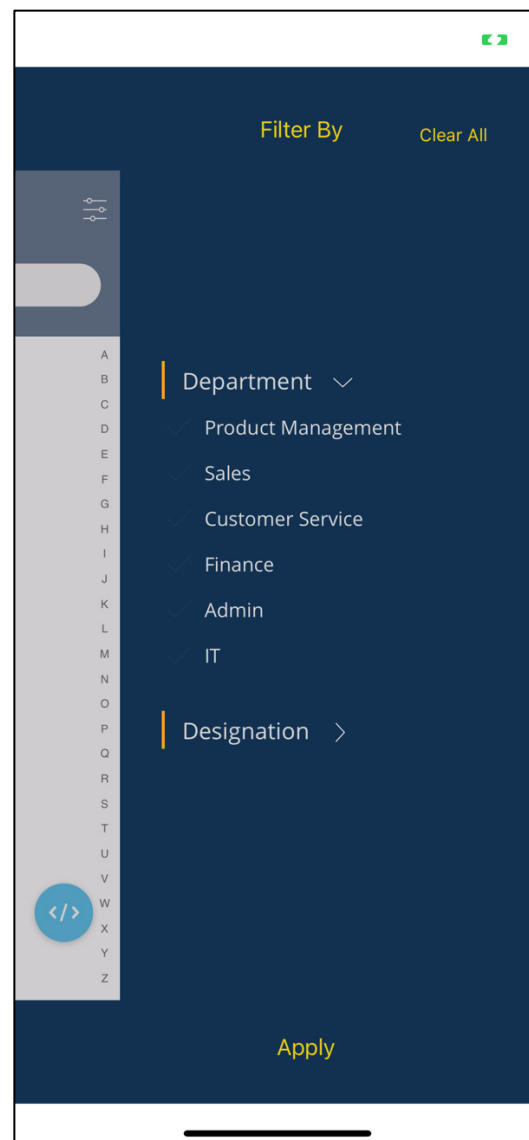 Filter By
Clear All
A
B
C
D
E
F
G
H
I
J
K
L
M
N
O
P
Q
R
S
T
U
V
W
X
Y
Z
Department
Product Management
Sales
Customer Service
Finance
Admin
IT
Designation
</>
Apply